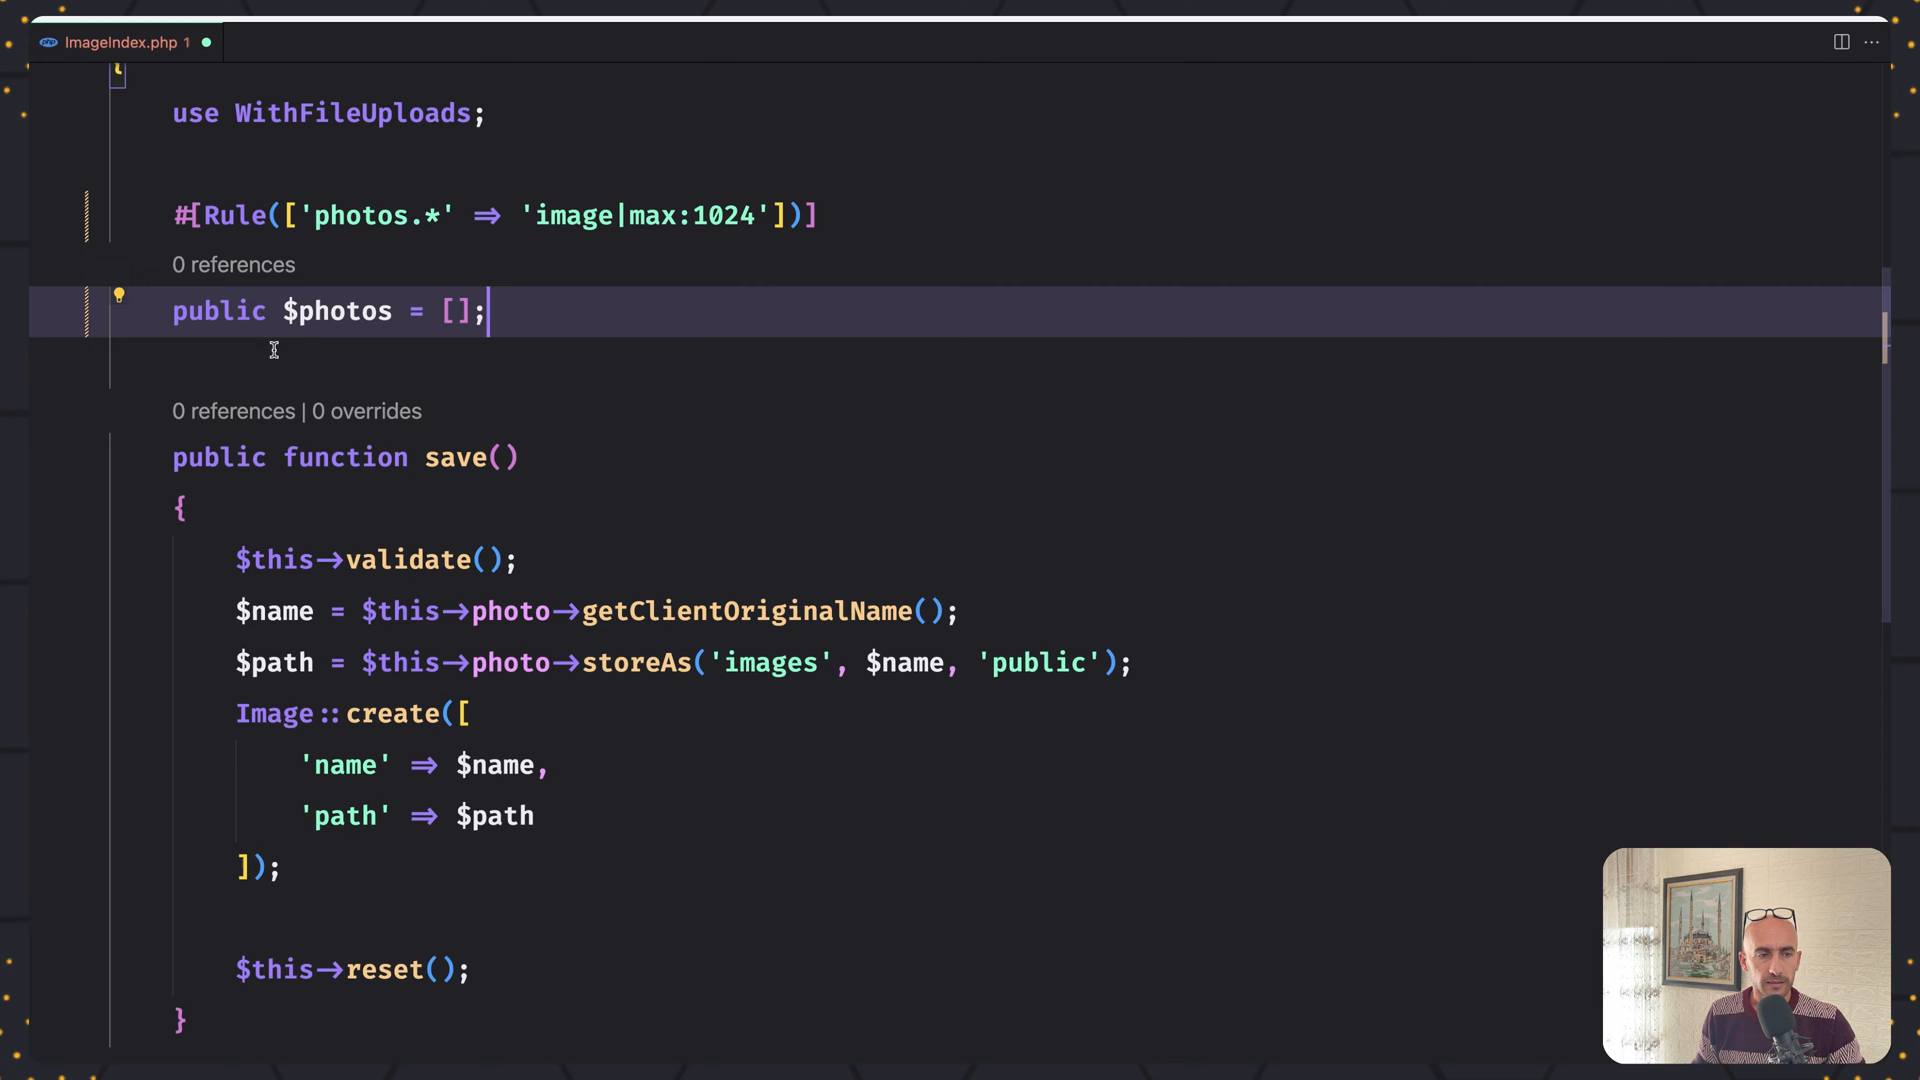 php ImageIndex.php 1
{
use WithFileUploads;
#[Rule(['photos.*' => 'image|max:1024'])]
0 references
public $photos = [];
0 references | 0 overrides
public function save()
{
$this->validate();
$name = $this->photo->getClientOriginalName();
$path = $this->photo->storeAs('images', $name, 'public');
Image::create([
'name' => $name,
'path' => $path
]);
$this->reset();
}